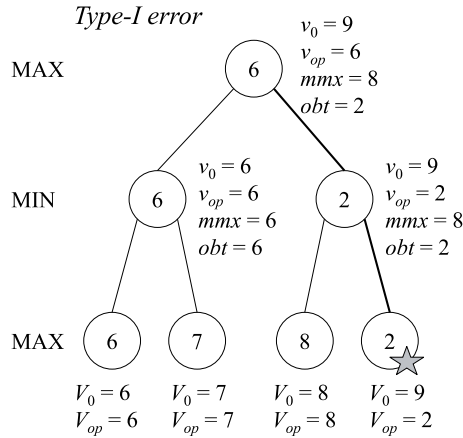 Type-I error
MAX
6
v0 = 9
vop = 6
mmx = 8
obt = 2
MIN
6
v0 = 6
vop = 6
mmx = 6
obt = 6
2
v0 = 9
vop = 2
mmx = 8
obt = 2
MAX
6
7
8
2
V0 = 6
Vop = 6
V0 = 7
Vop = 7
V0 = 8
Vop = 8
V0 = 9
Vop = 2